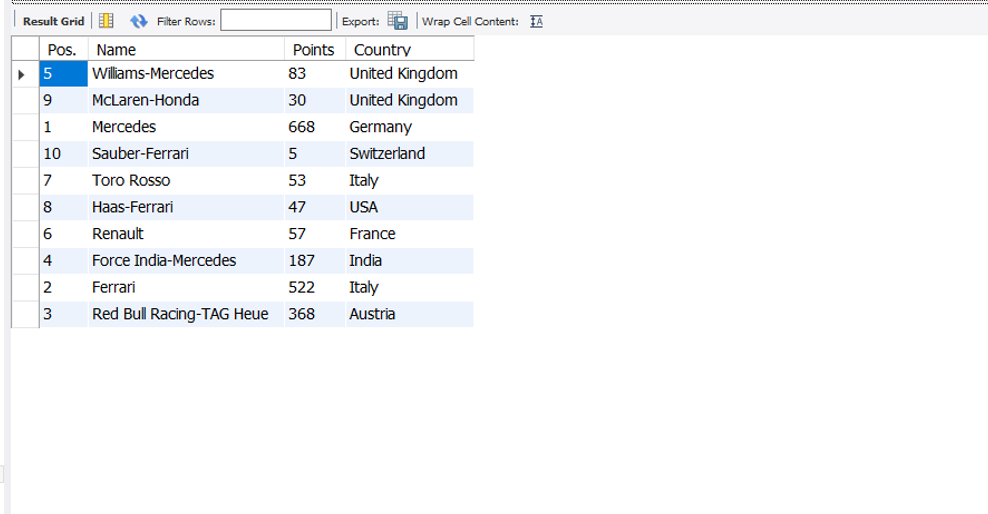 Result Grid Filter Rows: Export: Wrap Cell Content: IA
Pos. Name Points Country
5 Williams-Mercedes 83 United Kingdom
9 McLaren-Honda 30 United Kingdom
1 Mercedes 668 Germany
10 Sauber-Ferrari 5 Switzerland
7 Toro Rosso 53 Italy
8 Haas-Ferrari 47 USA
6 Renault 57 France
4 Force India-Mercedes 187 India
2 Ferrari 522 Italy
3 Red Bull Racing-TAG Heue 368 Austria